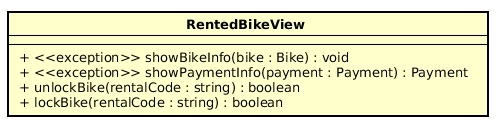 RentedBikeView
+ <<exception>> showBikeInfo(bike : Bike) : void
+ <<exception>> showPaymentInfo(payment : Payment) : Payment
+ unlockBike(rentalCode : string) : boolean
+ lockBike(rentalCode : string) : boolean